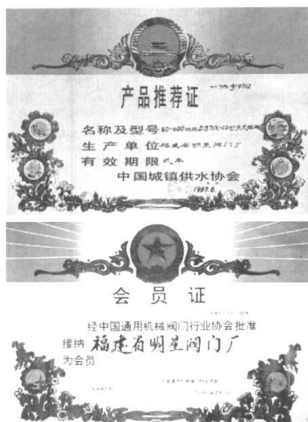 产品推荐证
名称及型号
生产单位 福建省明星阀门厂
有效期限 贰年
中国城镇供水协会
1997.6.
会员证
经中国通用机械阀门行业协会批准
接纳 福建省明星阀门厂
为会员